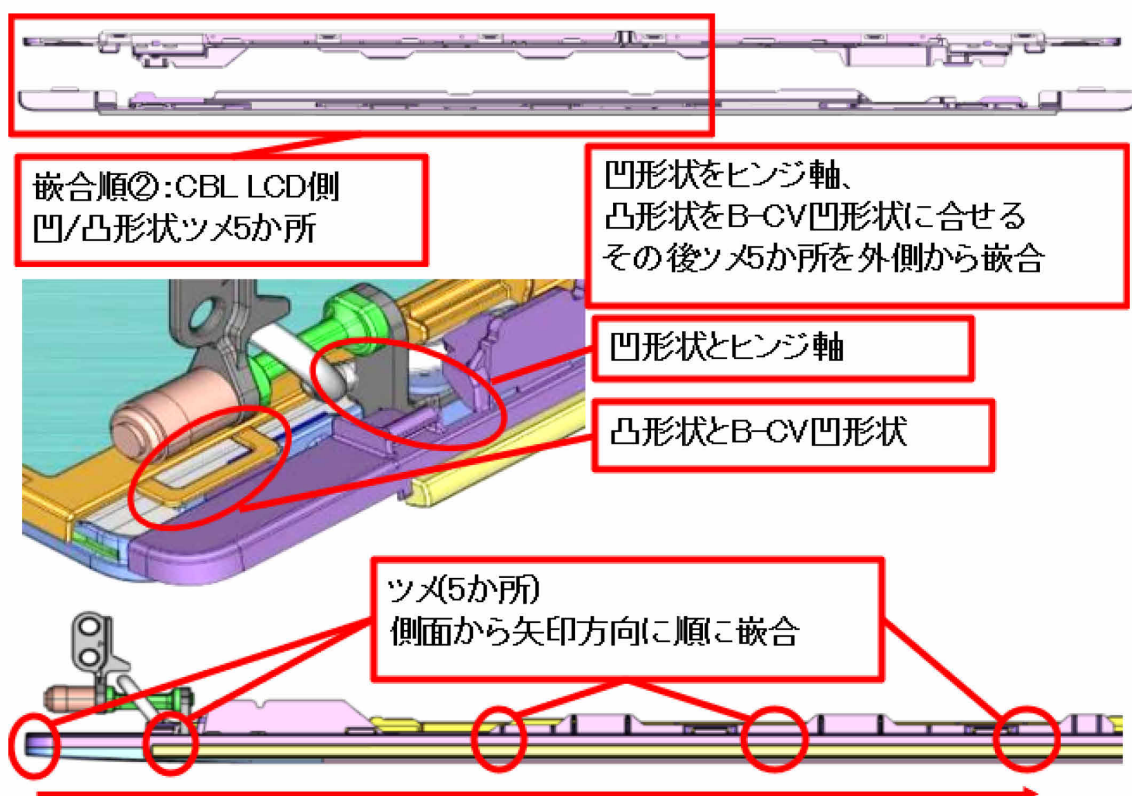 嵌合順②:CBL LCD側
凹/凸形状ツメ5か所
凹形状をヒンジ軸、
凸形状をB-CV凹形状に合せる
その後ツメ5か所を外側から嵌合
凹形状とヒンジ軸
凸形状とB-CV凹形状
ツメ(5か所)
側面から矢印方向に順に嵌合